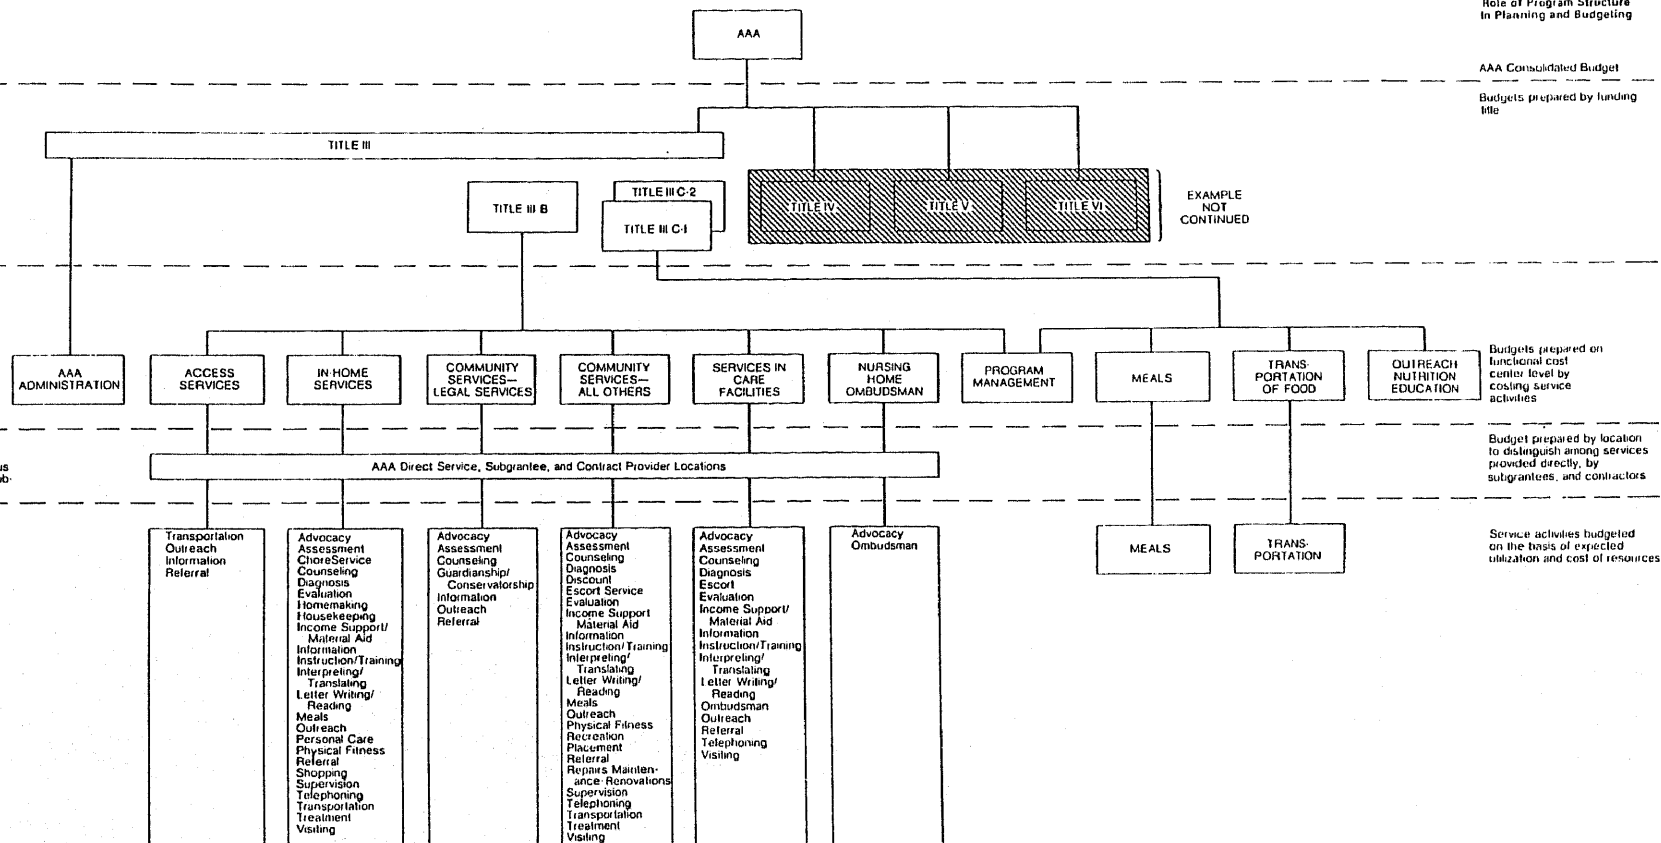 Role of Program Structure
In Planning and Budgeting
AAA
AAA Consolidated Budget
Budgets prepared by funding
title
TITLE III
TITLE III B
TITLE III C-2
TITLE III C-1
TITLE IV
TITLE V
TITLE VI
EXAMPLE
NOT
CONTINUED
AAA
ADMINISTRATION
ACCESS
SERVICES
IN-HOME
SERVICES
COMMUNITY
SERVICES—
LEGAL SERVICES
COMMUNITY
SERVICES—
ALL OTHERS
SERVICES IN
CARE
FACILITIES
NURSING
HOME
OMBUDSMAN
PROGRAM
MANAGEMENT
MEALS
TRANS-
PORTATION
OF FOOD
OUTREACH
NUTRITION
EDUCATION
Budgets prepared on
functional cost
center level by
costing service
activities
AAA Direct Service, Subgrantee, and Contract Provider Locations
Budget prepared by location
to distinguish among services
provided directly, by
subgrantees, and contractors
Transportation
Outreach
Information
Referral
Advocacy
Assessment
ChoreService
Counseling
Diagnosis
Evaluation
Homemaking
Housekeeping
Income Support/
Material Aid
Information
Instruction/Training
Interpreting/
Translating
Letter Writing/
Reading
Meals
Outreach
Personal Care
Physical Fitness
Referral
Shopping
Supervision
Telephoning
Transportation
Treatment
Visiting
Advocacy
Assessment
Counseling
Guardianship/
Conservatorship
Information
Outreach
Referral
Advocacy
Assessment
Counseling
Diagnosis
Discount
Escort Service
Evaluation
Income Support
Material Aid
Information
Instruction/Training
Interpreting/
Translating
Letter Writing/
Reading
Meals
Outreach
Physical Fitness
Recreation
Placement
Referral
Repairs Mainten-
ance-Renovations
Supervision
Telephoning
Transportation
Treatment
Visiting
Advocacy
Assessment
Counseling
Diagnosis
Escort
Evaluation
Income Support/
Material Aid
Information
Instruction/Training
Interpreting/
Translating
Letter Writing/
Reading
Ombudsman
Outreach
Referral
Telephoning
Visiting
Advocacy
Ombudsman
MEALS
TRANS-
PORTATION
Service activities budgeted
on the basis of expected
utilization and cost of resources